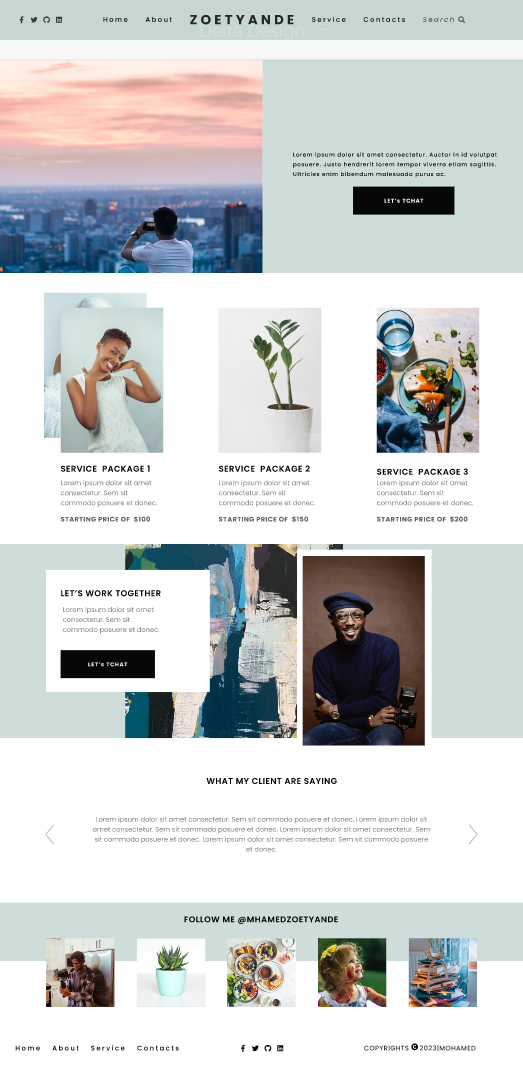 Home About ZOETYANDE Service Contacts Search
Delta Design
Lorem ipsum dolor sit amet consectetur. Auctor in id volutpat
posuere. Justo hendrerit lorem tempor viverra etiam sagittis.
Ultricies enim bibendum malesuada purus ac.
LET's TCHAT
SERVICE PACKAGE 1
Lorem ipsum dolor sit amet
consectetur. Sem sit
commodo posuere et donec.
STARTING PRICE OF $100
SERVICE PACKAGE 2
Lorem ipsum dolor sit amet
consectetur. Sem sit
commodo posuere et donec.
STARTING PRICE OF $150
SERVICE PACKAGE 3
Lorem ipsum dolor sit amet
consectetur. Sem sit
commodo posuere et donec.
STARTING PRICE OF $200
LET'S WORK TOGETHER
Lorem ipsum dolor sit amet
consectetur. Sem sit
commodo posuere et donec.
LET's TCHAT
WHAT MY CLIENT ARE SAYING
Lorem ipsum dolor sit amet consectetur. Sem sit commodo posuere et donec. Lorem ipsum dolor sit
amet consectetur. Sem sit commodo posuere et donec. Lorem ipsum dolor sit amet consectetur. Sem
sit commodo posuere et donec. Lorem ipsum dolor sit amet consectetur. Sem sit commodo posuere
et donec.
FOLLOW ME @MHAMEDZOETYANDE
Home About Service Contacts
COPYRIGHTS © 2023|MOHAMED